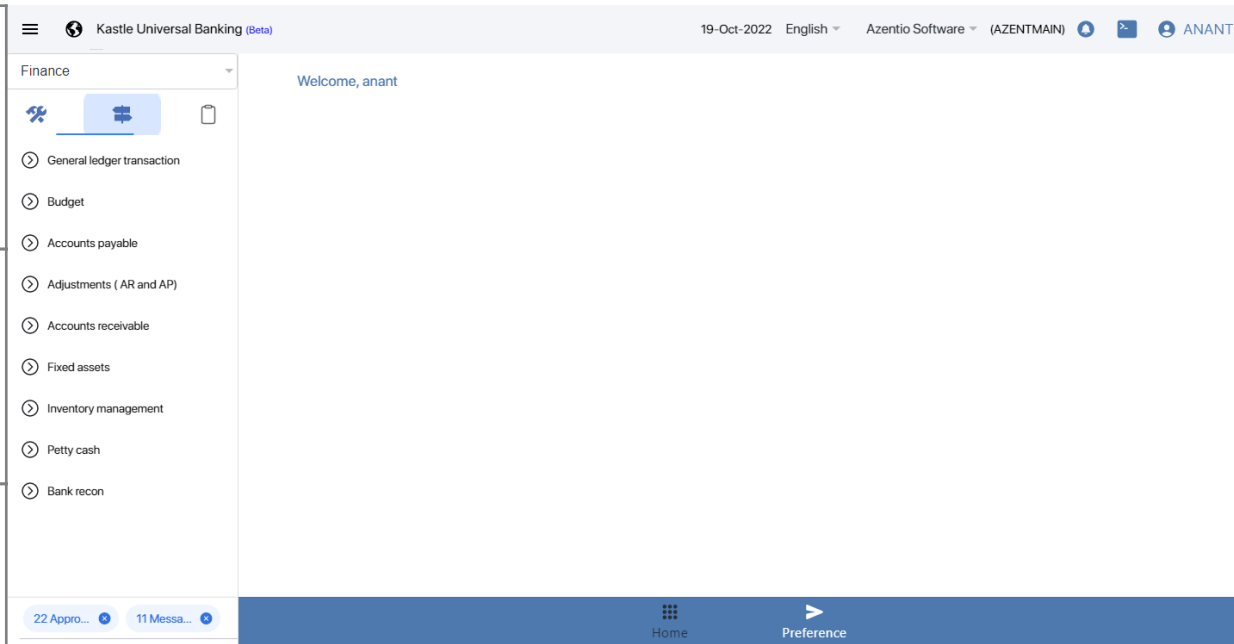 Kastle Universal Banking (Beta) 19-Oct-2022 English Azentio Software (AZENTMAIN) >_ ANANT
Finance
Welcome, anant
General ledger transaction
Budget
Accounts payable
Adjustments ( AR and AP)
Accounts receivable
Fixed assets
Inventory management
Petty cash
Bank recon
22 Appro... 11 Messa...
Home Preference